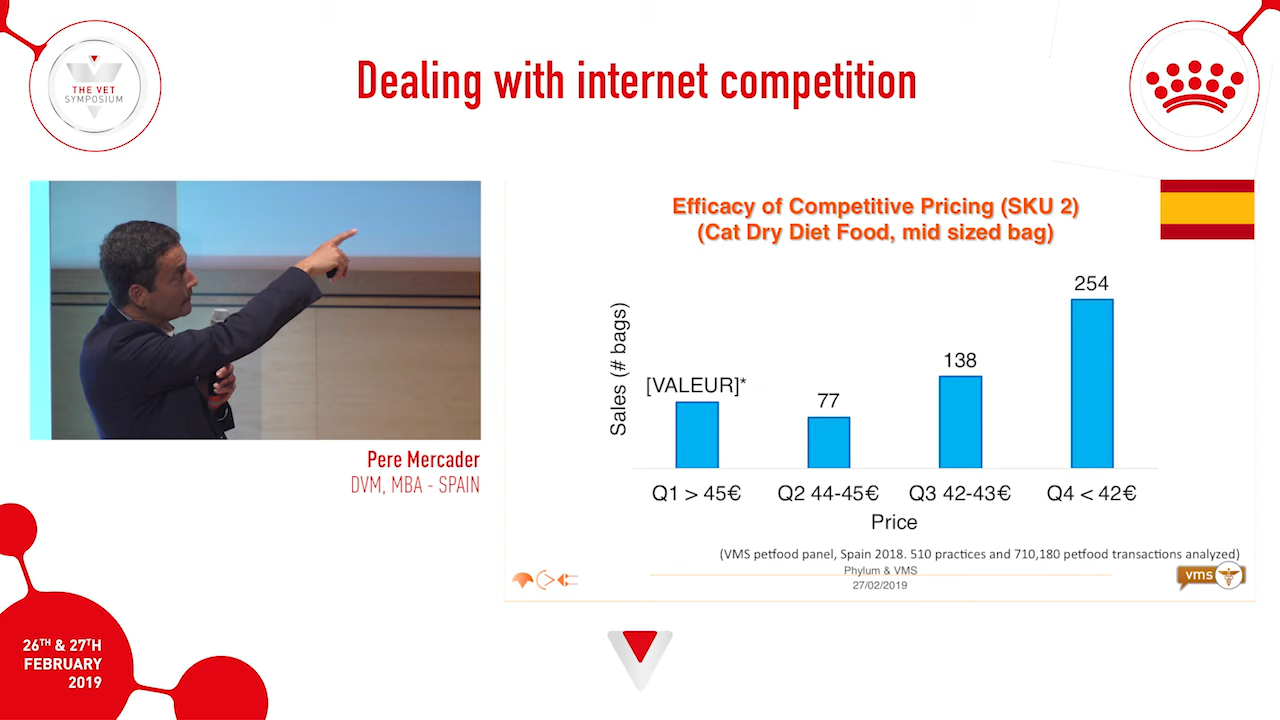 THE VET
SYMPOSIUM
Dealing with internet competition
Pere Mercader
DVM, MBA - SPAIN
Efficacy of Competitive Pricing (SKU 2)
(Cat Dry Diet Food, mid sized bag)
Sales (# bags)
[VALEUR]*
77
138
254
Q1 > 45€
Q2 44-45€
Q3 42-43€
Q4 < 42€
Price
(VMS petfood panel, Spain 2018. 510 practices and 710,180 petfood transactions analyzed)
Phylum & VMS
27/02/2019
vms
26TH & 27TH
FEBRUARY
2019